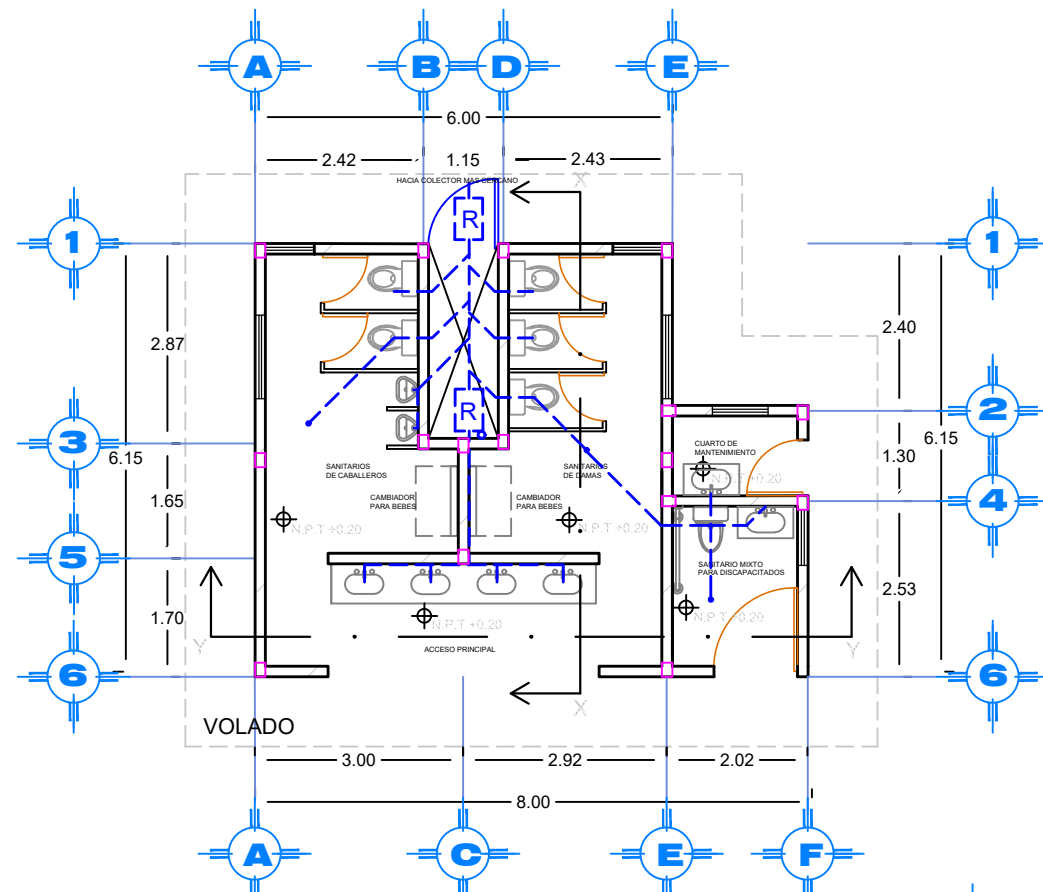 A
B
D
E
6.00
2.42
1.15
2.43
HACIA COLECTOR MAS CERCANO
X
R
1
1
2.87
2.40
2
3
6.15
R
CUARTO DE
MANTENIMIENTO
6.15
SANITARIOS
DE CABALLEROS
SANITARIOS
DE DAMAS
1.30
N.P.T +0.20
1.65
CAMBIADOR
PARA BEBES
CAMBIADOR
PARA BEBES
4
N.P.T +0.20
N.P.T +0.20
5
SANITARIO MIXTO
PARA DISCAPACITADOS
2.53
1.70
N.P.T +0.20
N.P.T +0.20
Y
ACCESO PRINCIPAL
Y
6
6
X
VOLADO
3.00
2.92
2.02
8.00
A
C
E
F